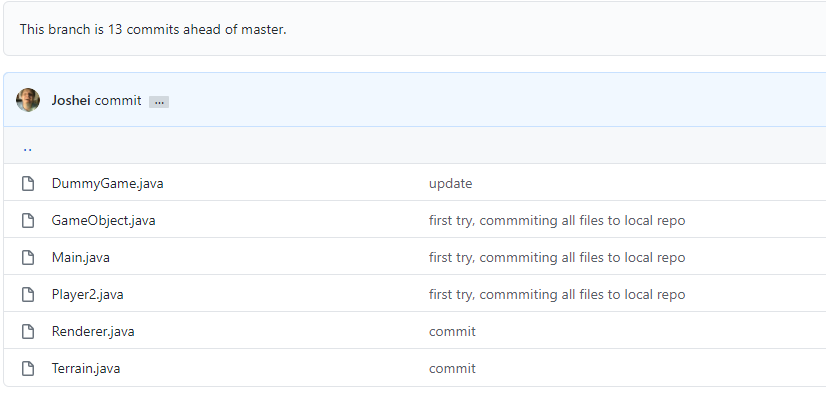 This branch is 13 commits ahead of master.
Joshei commit ...
..
DummyGame.java update
GameObject.java first try, commmiting all files to local repo
Main.java first try, commmiting all files to local repo
Player2.java first try, commmiting all files to local repo
Renderer.java commit
Terrain.java commit